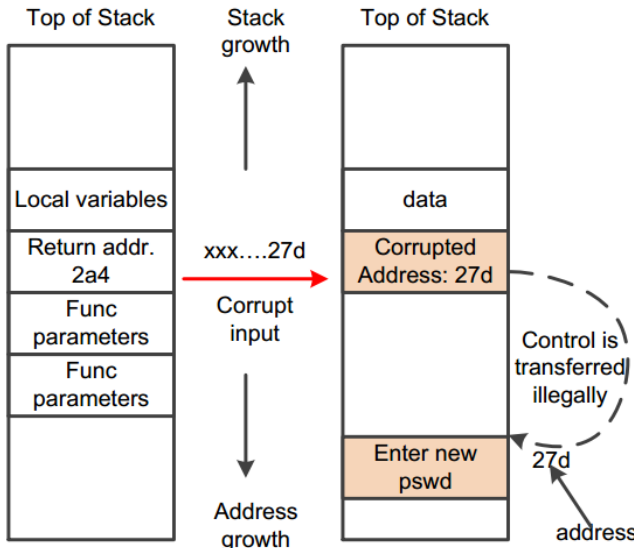 Top of Stack
Stack
growth
Top of Stack
Local variables
data
Return addr.
2a4
xxx....27d
Corrupted
Address: 27d
Func
parameters
Corrupt
input
Func
parameters
Control is
transferred
illegally
Enter new
pswd
27d
Address
growth
address